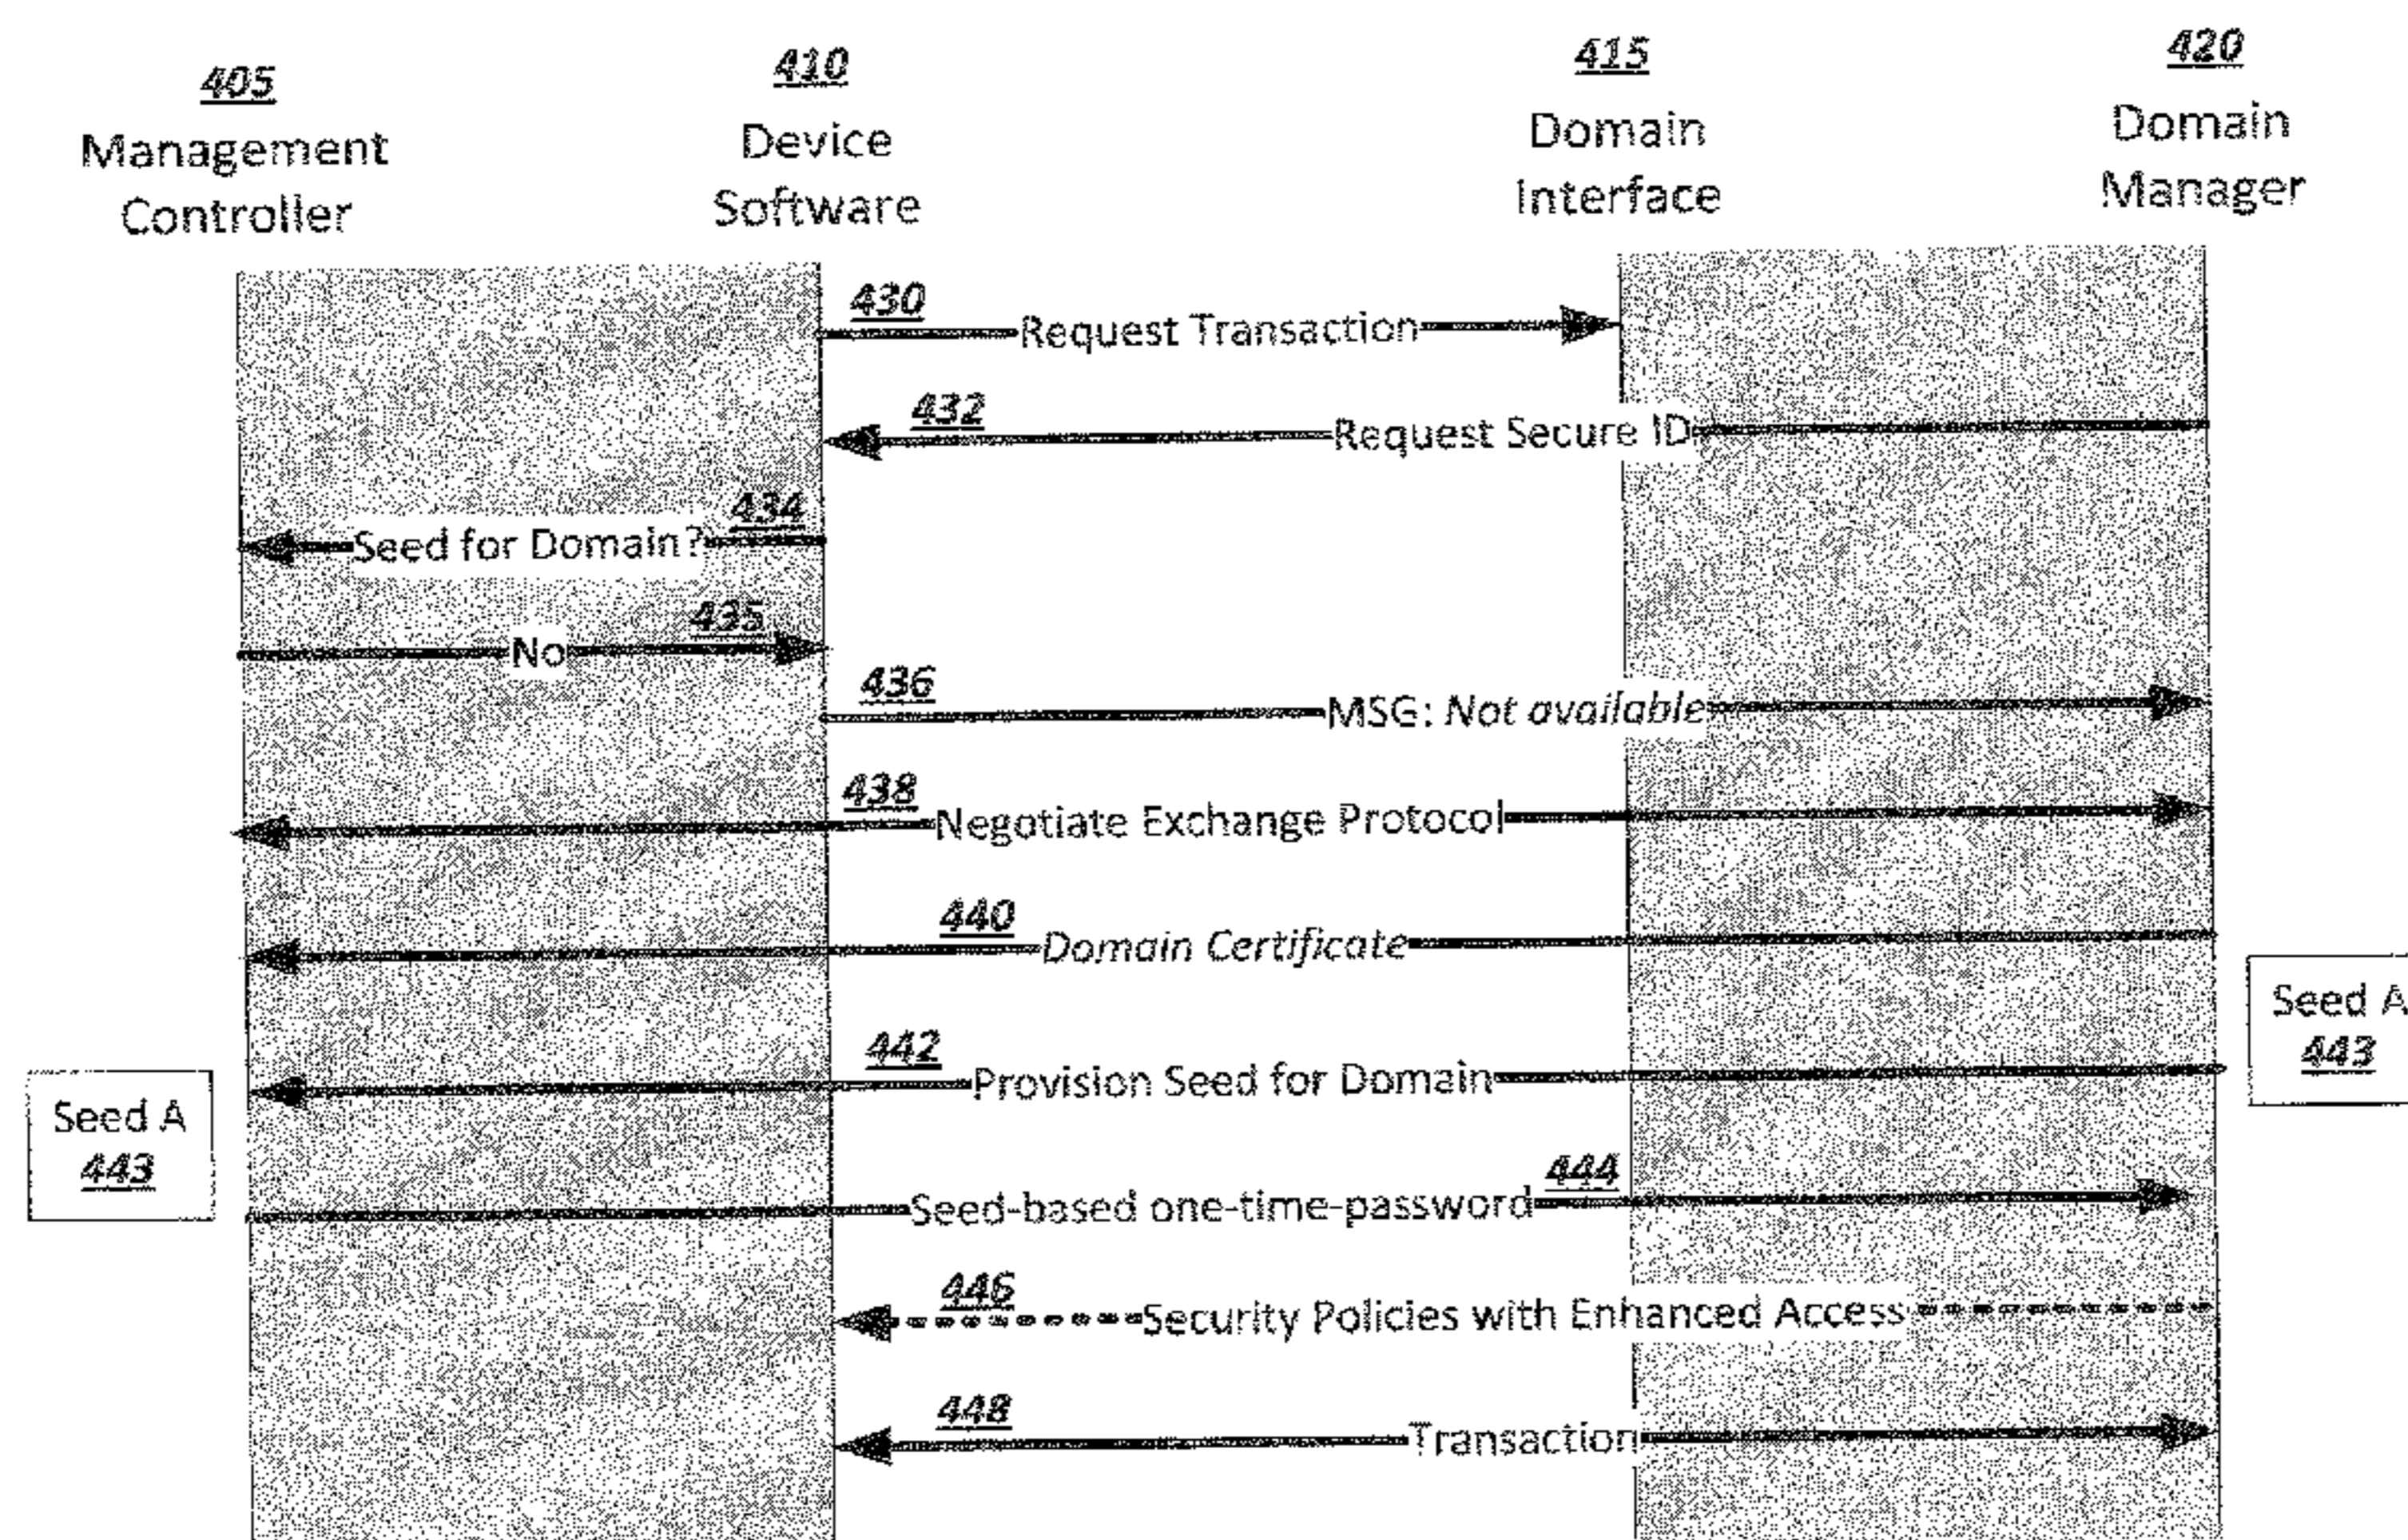 405
Management
Controller
410
Device
Software
415
Domain
Interface
420
Domain
Manager
430
Request Transaction
432
Request Secure ID
434
Seed for Domain?
435
No
436
MSG: Not available
438
Negotiate Exchange Protocol
440
Domain Certificate
Seed A
443
442
Provision Seed for Domain
Seed A
443
444
Seed-based one-time-password
446
Security Policies with Enhanced Access
448
Transaction